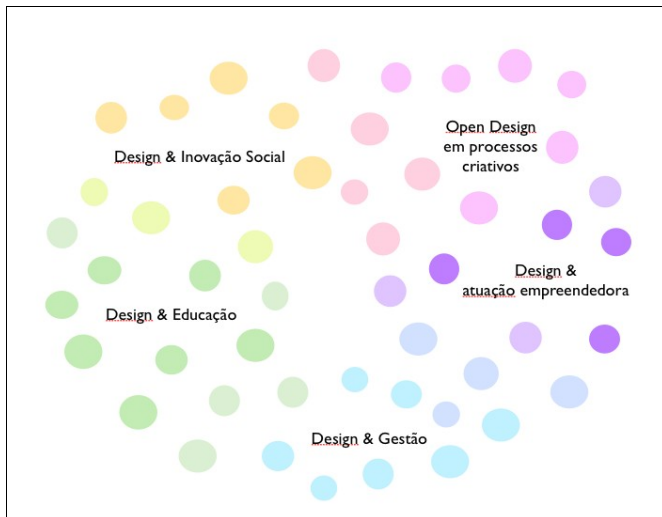 Open Design
em processos
criativos
Design & Inovação Social
Design &
atuação empreendedora
Design & Educação
Design & Gestão